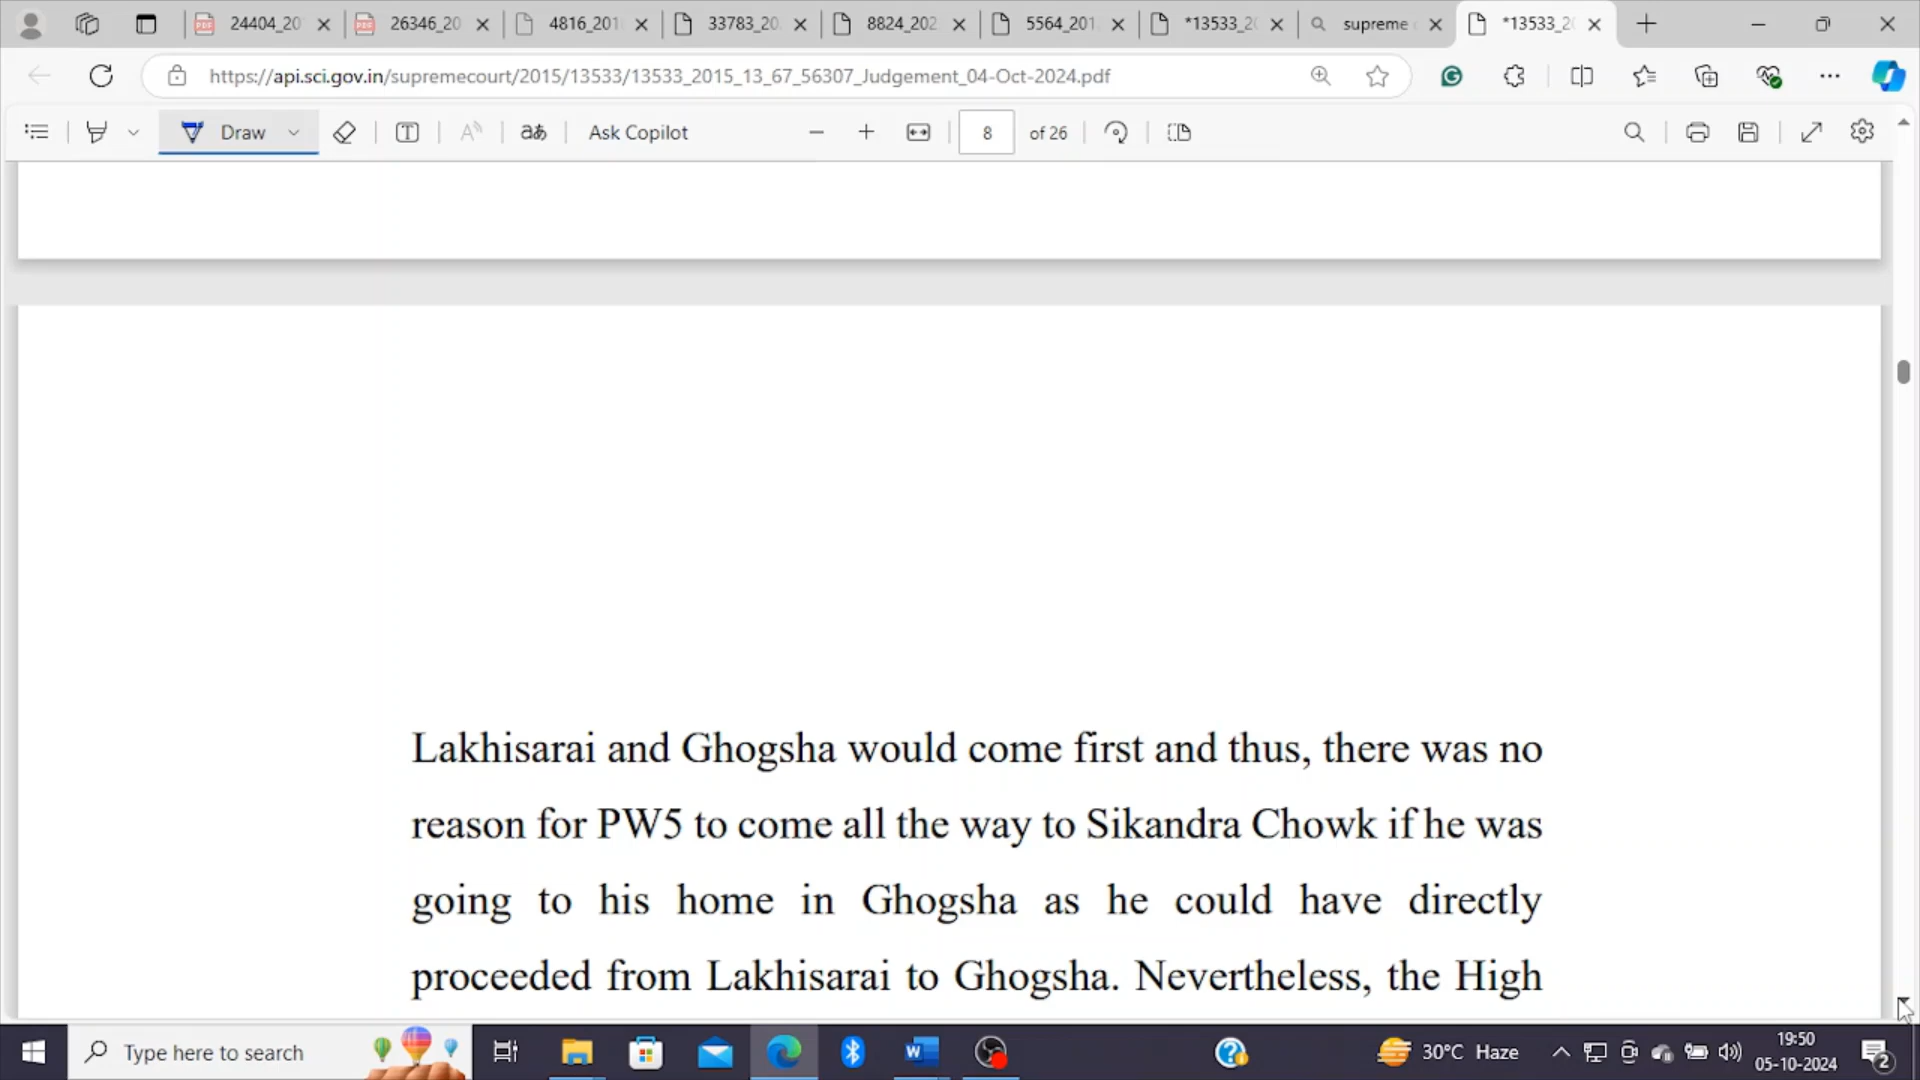 24404_20
26346_20
4816_201
33783_20
8824_202
5564_201
*13533_20
supreme
*13533_20
https://api.sci.gov.in/supremecourt/2015/13533/13533_2015_13_67_56307_Judgement_04-Oct-2024.pdf
Draw
Ask Copilot
8
of 26
Lakhisarai and Ghogsha would come first and thus, there was no
reason for PW5 to come all the way to Sikandra Chowk if he was
going to his home in Ghogsha as he could have directly
proceeded from Lakhisarai to Ghogsha. Nevertheless, the High
Type here to search
30°C Haze
19:50
05-10-2024
2